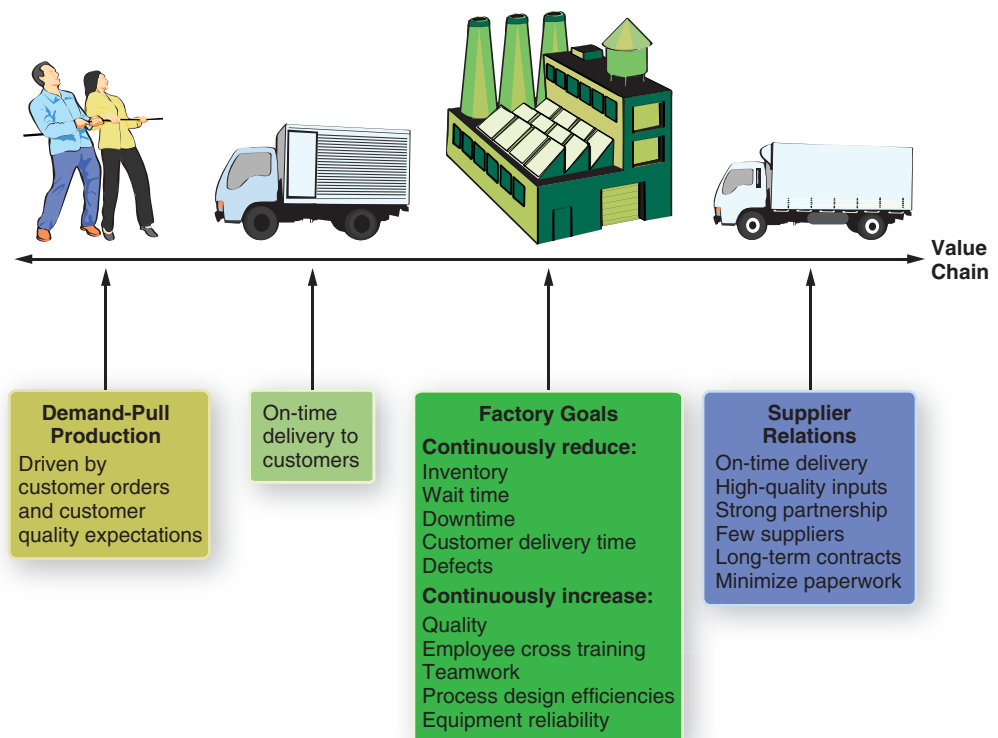 Value
Chain
Demand-Pull
Production
Driven by
customer orders
and customer
quality expectations
On-time
delivery to
customers
Factory Goals
Continuously reduce:
Inventory
Wait time
Downtime
Customer delivery time
Defects
Continuously increase:
Quality
Employee cross training
Teamwork
Process design efficiencies
Equipment reliability
Supplier
Relations
On-time delivery
High-quality inputs
Strong partnership
Few suppliers
Long-term contracts
Minimize paperwork